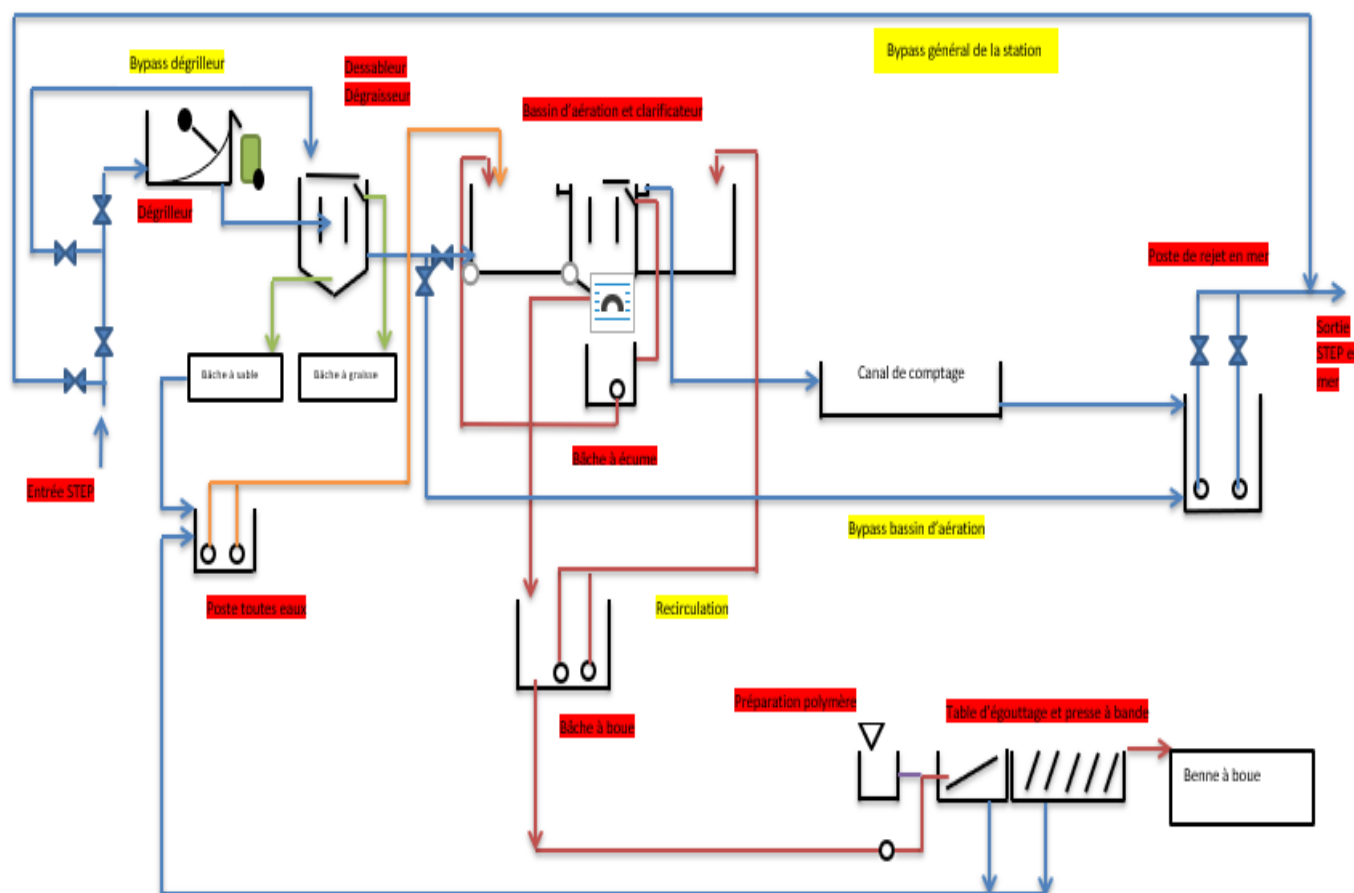 Bypass général de la station
Bypass dégrilleur
Dessableur
Dégraisseur
Bassin d'aération et clarificateur
Dégrilleur
Poste de rejet en mer
Sortie
STEP e
mer
Bâche à sable
Bâche à graisse
Canal de comptage
Bâche à écume
Entrée STEP
Bypass bassin d'aération
Poste toutes eaux
Recirculation
Préparation polymère
Table d'égouttage et presse à bande
Bâche à boue
Benne à boue